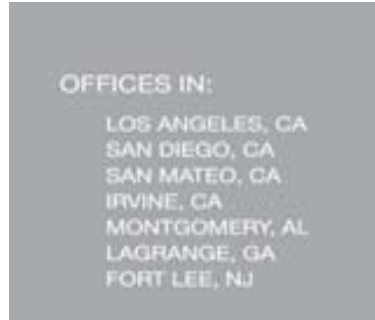 OFFICES IN:
LOS ANGELES, CA
SAN DIEGO, CA
SAN MATEO, CA
IRVINE, CA
MONTGOMERY, AL
LAGRANGE, GA
FORT LEE, NJ